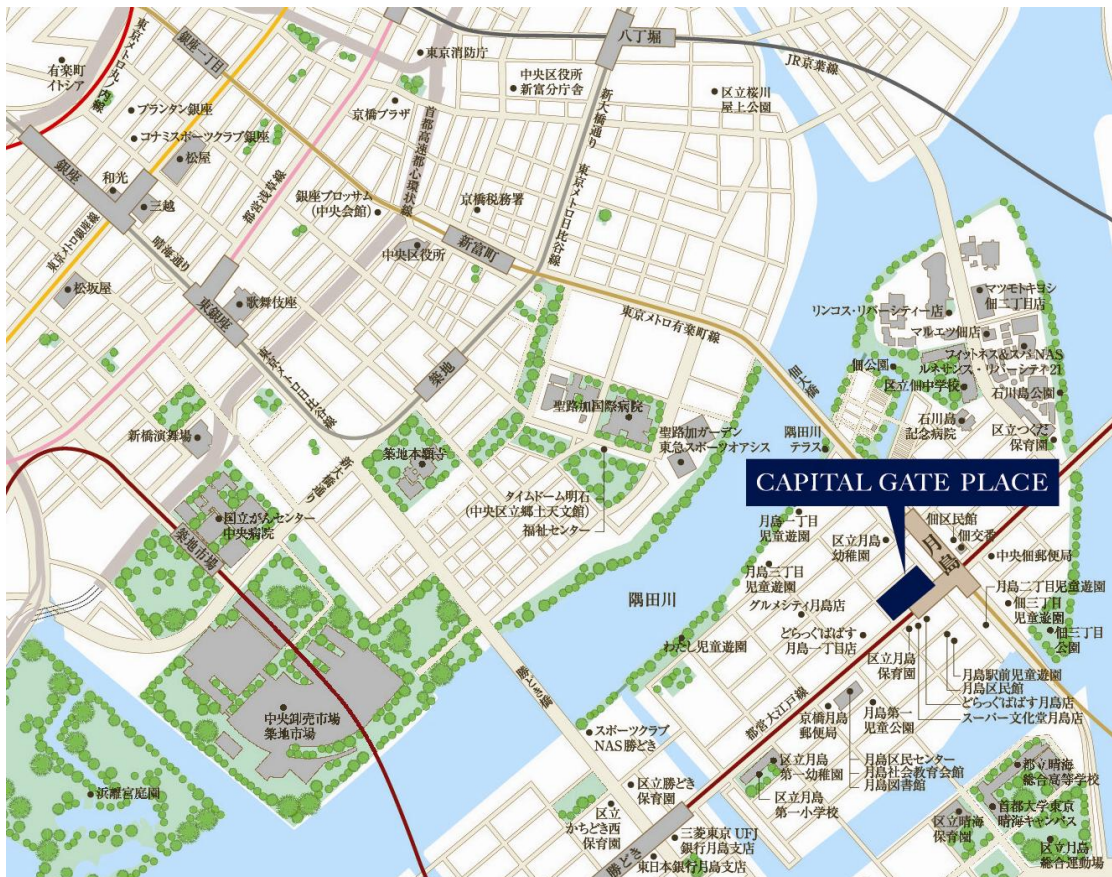 八丁堀
東京メトロ丸ノ内線
銀座一丁目
東京消防庁
有楽町
イトシア
JR京葉線
中央区役所
新富分庁舎
区立桜川
屋上公園
プランタン銀座
京橋プラザ
首都高速都心環状線
新大橋通り
コナミスポーツクラブ銀座
松屋
銀座
和光
三越
都営浅草線
東京メトロ日比谷線
銀座ブロッサム
(中央会館)
京橋税務署
東京メトロ銀座線
晴海通り
中央区役所
新富町
松坂屋
歌舞伎座
東銀座
マツモトキヨシ
佃二丁目店
リンコス・リバーシティー店
東京メトロ有楽町線
マルエツ佃店
東京メトロ日比谷線
築地
フィットネス&スパNAS
ルネサンス・リバーシティ21
佃公園
佃大橋
区立佃中学校
石川島公園
聖路加国際病院
石川島
記念病院
新橋演舞場
聖路加ガーデン
東急スポーツオアシス
隅田川
テラス
区立つくだ
保育園
築地本願寺
新大橋通り
CAPITAL GATE PLACE
タイムドーム明石
(中央区立郷土天文館)
福祉センター
国立がんセンター
中央病院
築地市場
月島一丁目
児童遊園
区立月島
幼稚園
佃区民館
佃交番
月島
中央佃郵便局
月島三丁目
児童遊園
月島二丁目児童遊園
隅田川
グルメシティ月島店
佃三丁目
児童遊園
どらっぐぱぱす
月島一丁目店
佃三丁目
公園
わたし児童遊園
区立月島
保育園
月島駅前児童遊園
月島区民館
どらっぐぱぱす月島店
スーパー文化堂月島店
勝どき橋
都営大江戸線
京橋月島
郵便局
月島第一
児童公園
中央卸売市場
築地市場
スポーツクラブ
NAS勝どき
区立月島
第一幼稚園
月島区民センター
月島社会教育会館
月島図書館
都立晴海
総合高等学校
浜離宮庭園
区立勝どき
保育園
区立月島
第一小学校
首都大学東京
晴海キャンパス
区立
かちどき西
保育園
区立晴海
保育園
三菱東京UFJ
銀行月島支店
勝どき
東日本銀行月島支店
区立月島
総合運動場